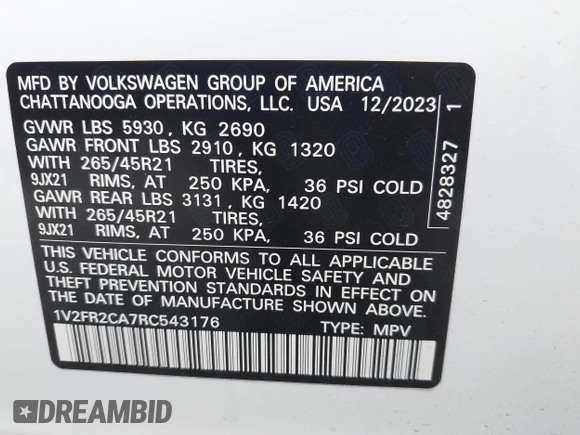 MFD BY VOLKSWAGEN GROUP OF AMERICA
CHATTANOOGA OPERATIONS, LLC. USA 12/2023
GVWR LBS 5930, KG 2690
GAWR FRONT LBS 2910, KG 1320
WITH 265/45R21 TIRES,
9JX21 RIMS, AT 250 KPA, 36 PSI COLD
GAWR REAR LBS 3131, KG 1420
WITH 265/45R21 TIRES,
9JX21 RIMS, AT 250 KPA, 36 PSI COLD
THIS VEHICLE CONFORMS TO ALL APPLICABLE
U.S. FEDERAL MOTOR VEHICLE SAFETY AND
THEFT PREVENTION STANDARDS IN EFFECT ON
THE DATE OF MANUFACTURE SHOWN ABOVE.
1V2FR2CA7RC543176 TYPE: MPV
4828327 1
DREAMBID